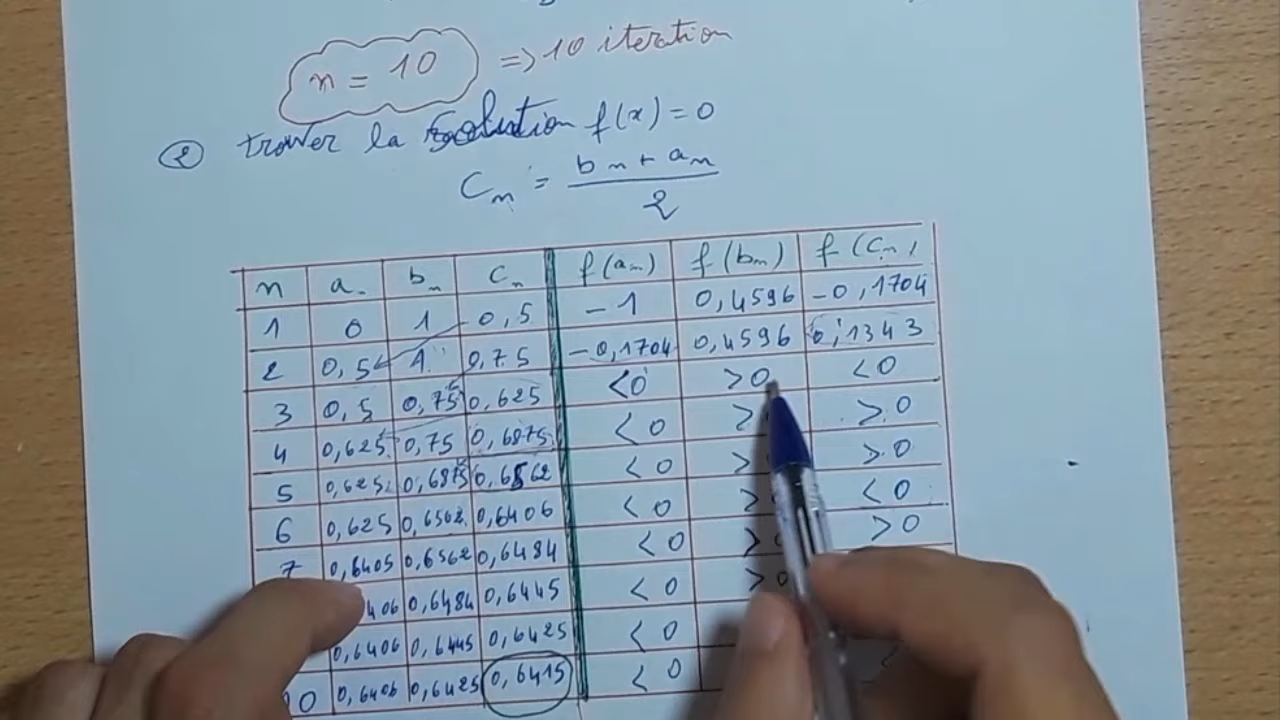 n = 10 => 10 iteration
② trouver la solution f(x) = 0
Cn = (bn + an) / 2
n a. bn Cn f(an) f(bn) f(Cn)
1 0 1 0,5 -1 0,4596 -0,1704
2 0,5 1 0,75 -0,1704 0,4596 0,1343
3 0,5 0,75 0,625 <0 >0 <0
4 0,625 0,75 0,6875 <0 > >0
5 0,625 0,6875 0,6562 <0 > >0
6 0,625 0,6562 0,6406 <0 > <0
7 0,6405 0,6562 0,6484 <0 > >0
406 0,6484 0,6445 <0 >0
0,6406 0,6445 0,6425 <0
10 0,6406 0,6425 0,6415 <0